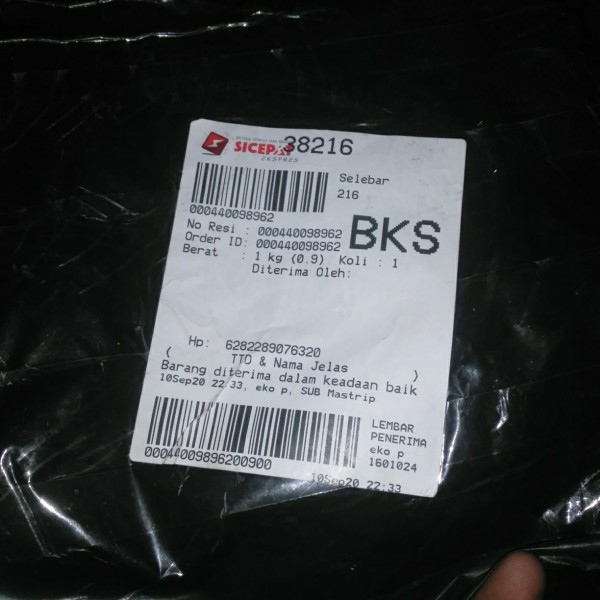 SICEPAT 38216
EKSPRES
Selebar
216
000440098962
No Resi : 000440098962
Order ID: 000440098962
BKS
Berat : 1 kg (0.9) Koli : 1
Diterima Oleh:
Hp: 6282289076320
( TTD & Nama Jelas )
Barang diterima dalam keadaan baik
10Sep20 22:33, eko p, SUB Mastrip
LEMBAR
PENERIMA
eko p
1601024
00044009896200900
10Sep20 22:33